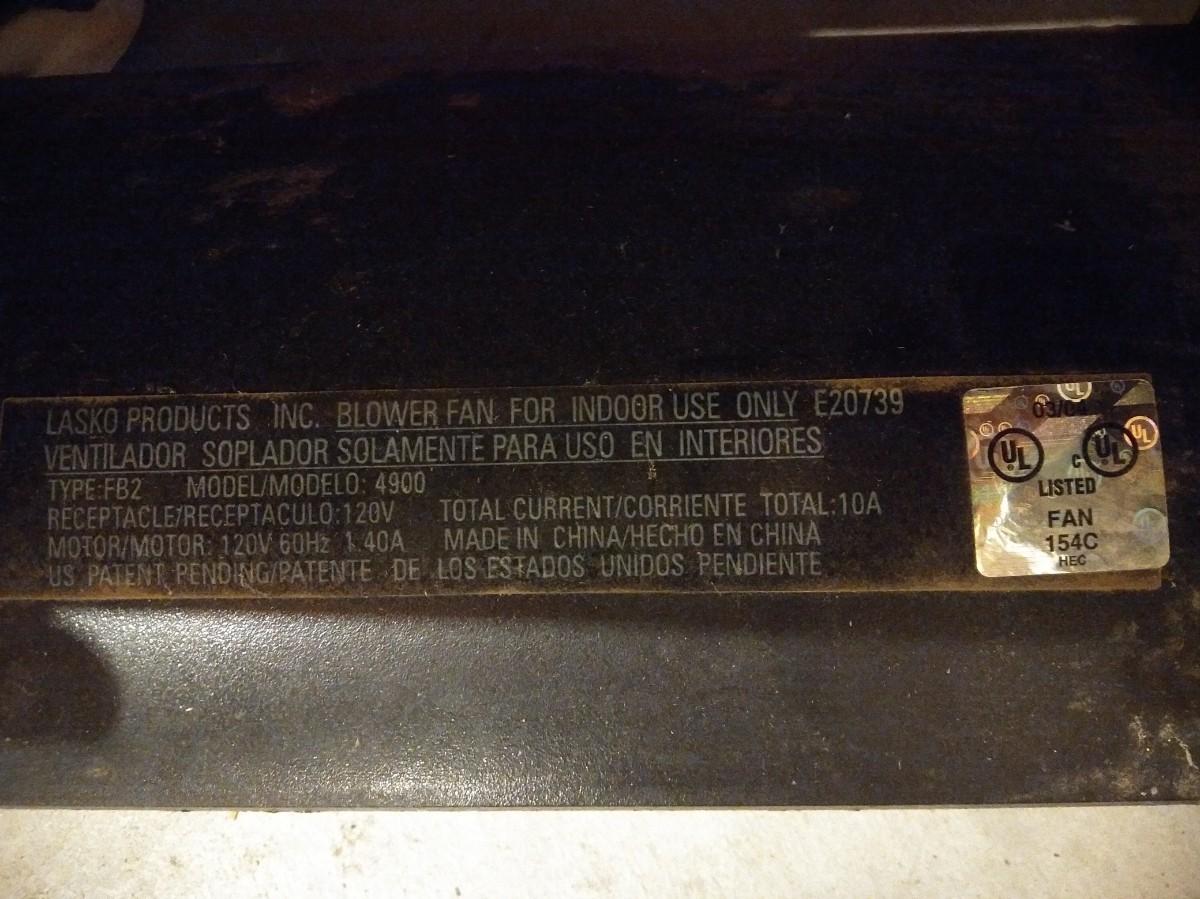 LASKO PRODUCTS INC. BLOWER FAN FOR INDOOR USE ONLY E20739
VENTILADOR SOPLADOR SOLAMENTE PARA USO EN INTERIORES
TYPE:FB2 MODEL/MODELO: 4900
RECEPTACLE/RECEPTACULO:120V TOTAL CURRENT/CORRIENTE TOTAL:10A
MOTOR/MOTOR: 120V 60Hz 1.40A MADE IN CHINA/HECHO EN CHINA
US PATENT PENDING/PATENTE DE LOS ESTADOS UNIDOS PENDIENTE
03/04
UL C UL
LISTED
FAN
154C
HEC